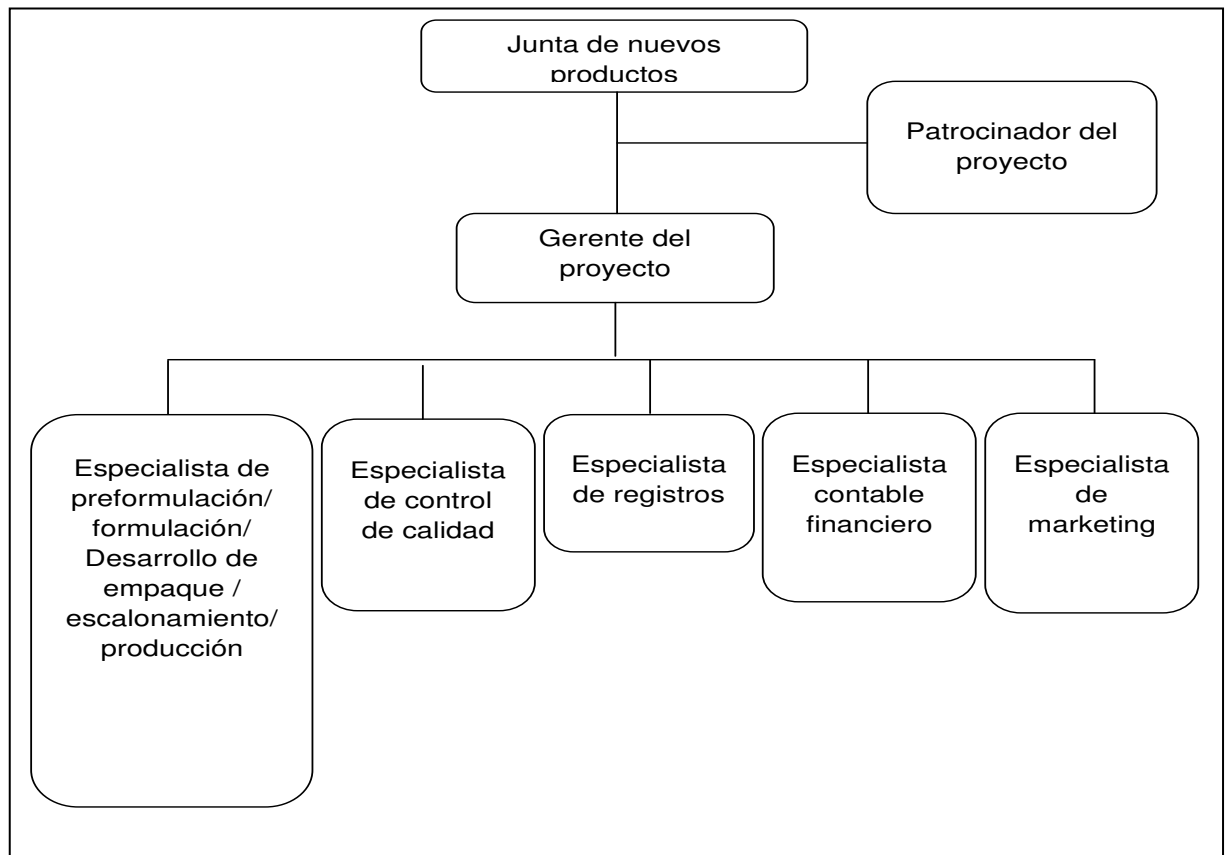 Junta de nuevos
productos
Patrocinador del
proyecto
Gerente del
proyecto
Especialista de
preformulación/
formulación/
Desarrollo de
empaque /
escalonamiento/
producción
Especialista
de control
de calidad
Especialista
de registros
Especialista
contable
financiero
Especialista
de
marketing